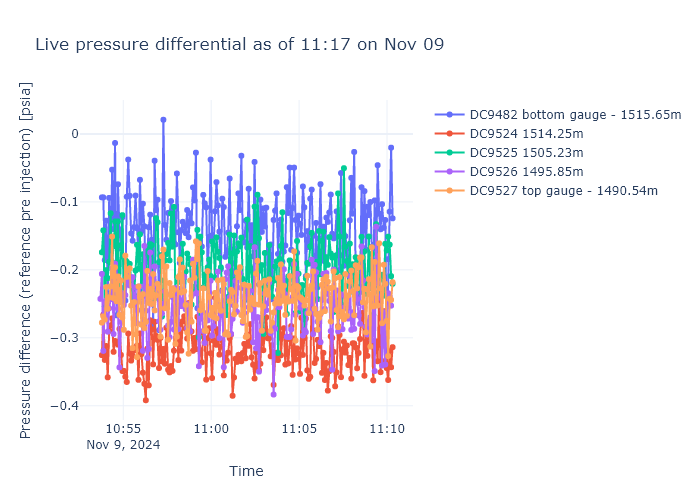 Live pressure differential as of 11:17 on Nov 09
Pressure difference (reference pre injection) [psia]
0
−0.1
−0.2
−0.3
−0.4
10:55
Nov 9, 2024
11:00
11:05
11:10
Time
DC9482 bottom gauge - 1515.65m
DC9524 1514.25m
DC9525 1505.23m
DC9526 1495.85m
DC9527 top gauge - 1490.54m